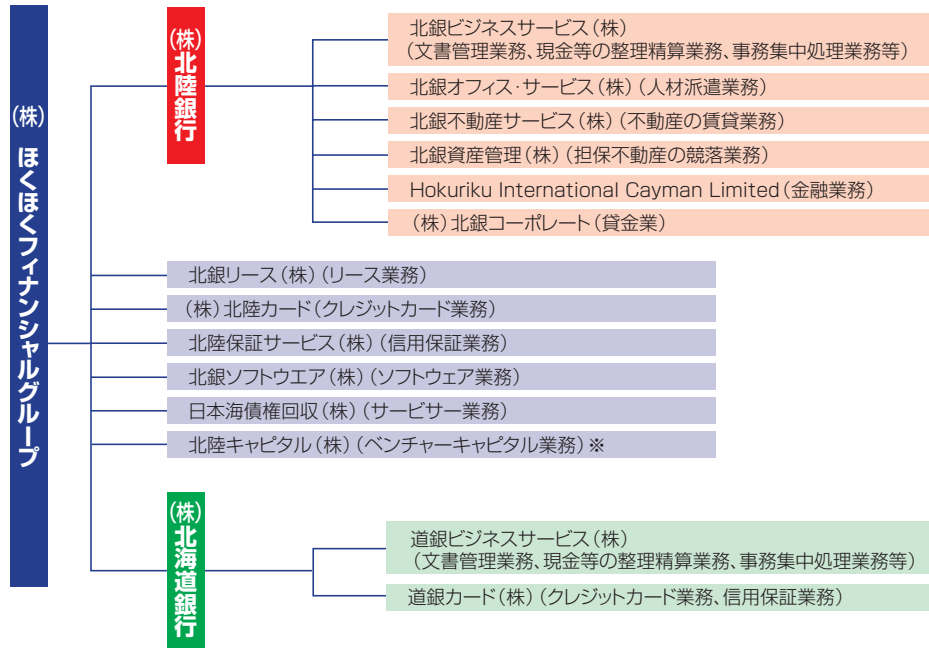 (株)ほくほくフィナンシャルグループ
(株)北陸銀行
北銀ビジネスサービス(株)
(文書管理業務、現金等の整理精算業務、事務集中処理業務等)
北銀オフィス・サービス(株)(人材派遣業務)
北銀不動産サービス(株)(不動産の賃貸業務)
北銀資産管理(株)(担保不動産の競落業務)
Hokuriku International Cayman Limited(金融業務)
(株)北銀コーポレート(貸金業)
北銀リース(株)(リース業務)
(株)北陸カード(クレジットカード業務)
北陸保証サービス(株)(信用保証業務)
北銀ソフトウエア(株)(ソフトウェア業務)
日本海債権回収(株)(サービサー業務)
北陸キャピタル(株)(ベンチャーキャピタル業務)※
(株)北海道銀行
道銀ビジネスサービス(株)
(文書管理業務、現金等の整理精算業務、事務集中処理業務等)
道銀カード(株)(クレジットカード業務、信用保証業務)